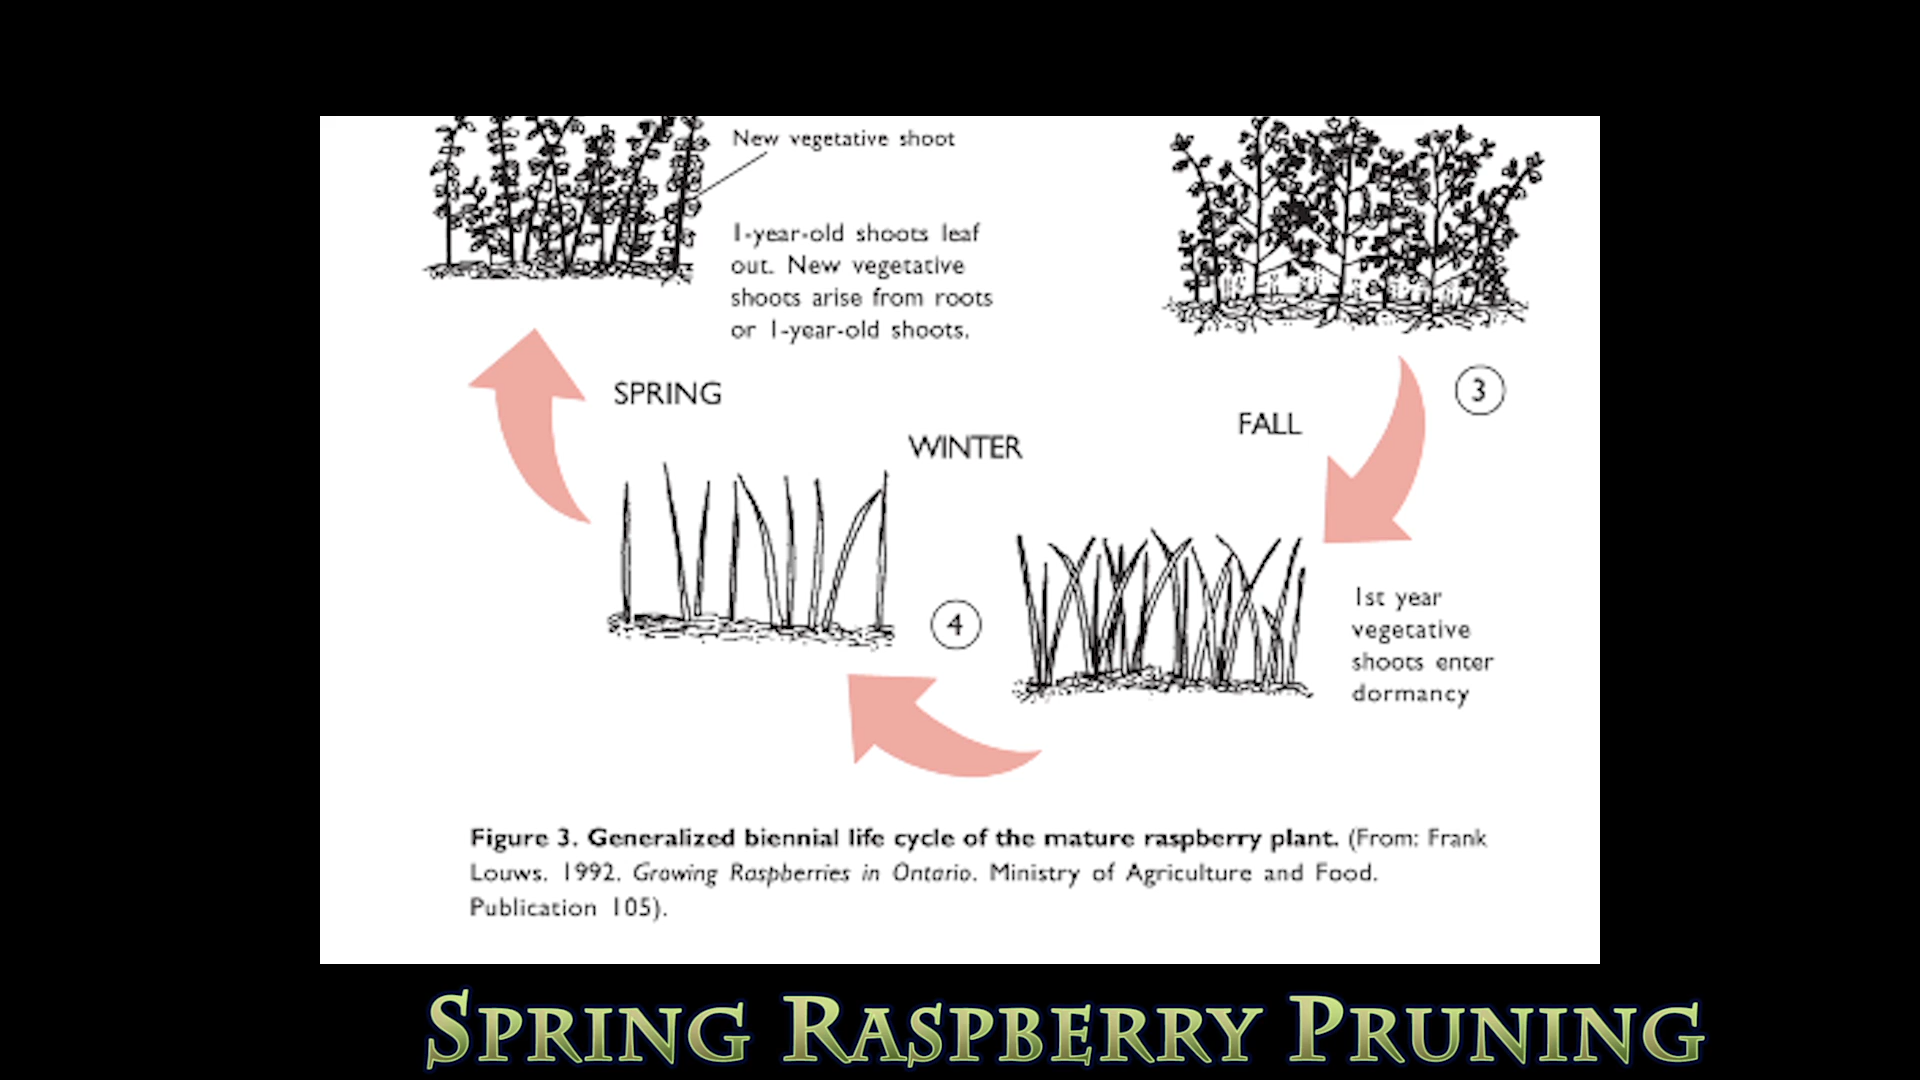 New vegetative shoot
1-year-old shoots leaf
out. New vegetative
shoots arise from roots
or 1-year-old shoots.
SPRING
WINTER
FALL
3
4
1st year
vegetative
shoots enter
dormancy
Figure 3. Generalized biennial life cycle of the mature raspberry plant. (From: Frank
Louws. 1992. Growing Raspberries in Ontario. Ministry of Agriculture and Food.
Publication 105).
SPRING RASPBERRY PRUNING